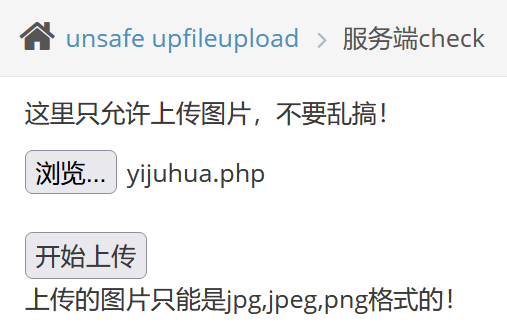 unsafe upfileupload > 服务端check
这里只允许上传图片，不要乱搞！
浏览... yijuhua.php
开始上传
上传的图片只能是jpg,jpeg,png格式的！